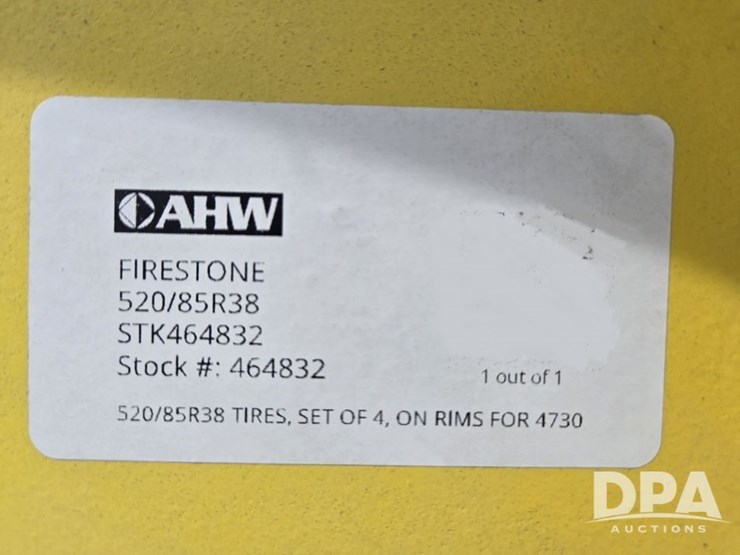 AHW
FIRESTONE
520/85R38
STK464832
Stock #: 464832
1 out of 1
520/85R38 TIRES, SET OF 4, ON RIMS FOR 4730
DPA
AUCTIONS